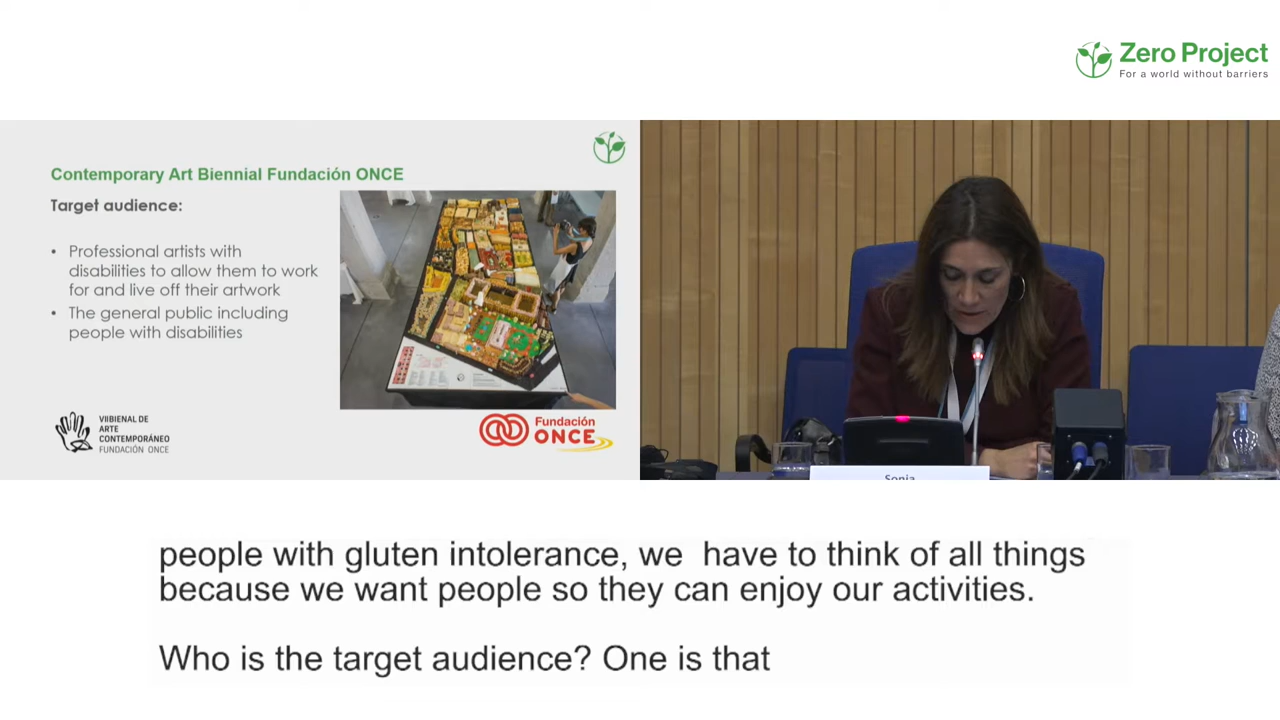 Zero Project
For a world without barriers
Contemporary Art Biennial Fundación ONCE
Target audience:
• Professional artists with
disabilities to allow them to work
for and live off their artwork
• The general public including
people with disabilities
VIIBIENAL DE
ARTE
CONTEMPORÁNEO
FUNDACIÓN ONCE
Fundación
ONCE
Sonia
people with gluten intolerance, we have to think of all things
because we want people so they can enjoy our activities.
Who is the target audience? One is that